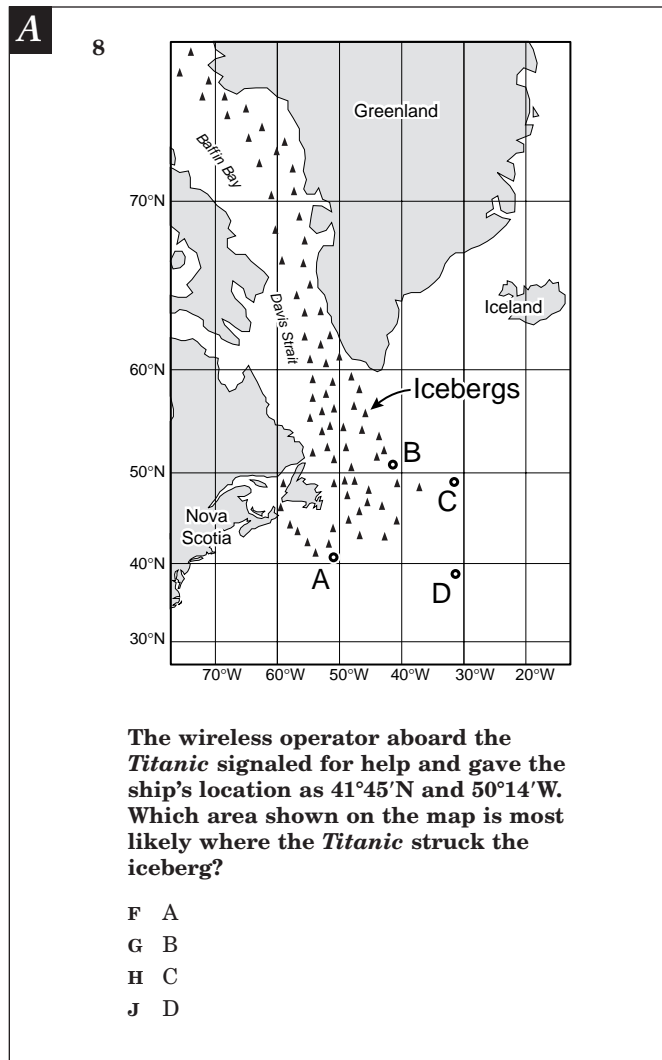 A
8
Greenland
Baffin Bay
70°N
Davis Strait
Iceland
60°N
Icebergs
B
50°N
C
Nova
Scotia
40°N
A
D
30°N
70°W 60°W 50°W 40°W 30°W 20°W
The wireless operator aboard the
Titanic signaled for help and gave the
ship's location as 41°45′N and 50°14′W.
Which area shown on the map is most
likely where the Titanic struck the
iceberg?
F A
G B
H C
J D